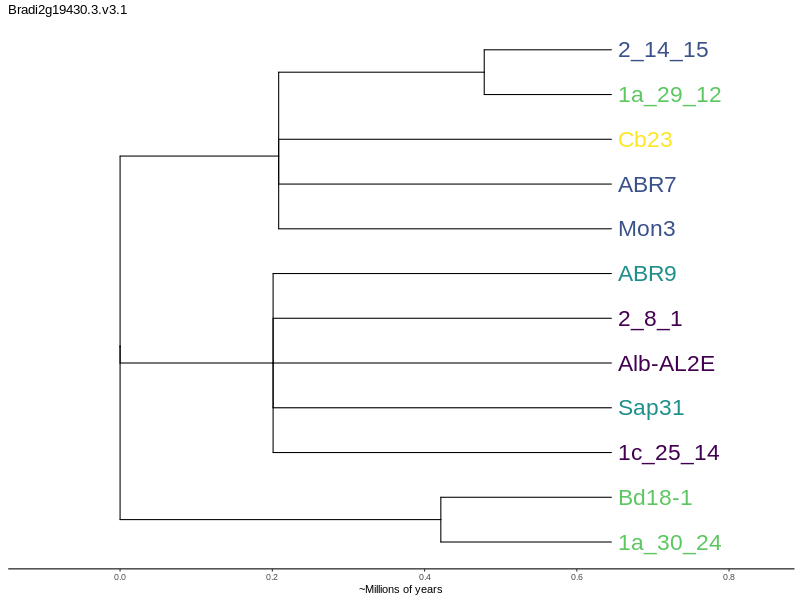 Bradi2g19430.3.v3.1
2_14_15
1a_29_12
Cb23
ABR7
Mon3
ABR9
2_8_1
Alb-AL2E
Sap31
1c_25_14
Bd18-1
1a_30_24
0.0 0.2 0.4 0.6 0.8
~Millions of years